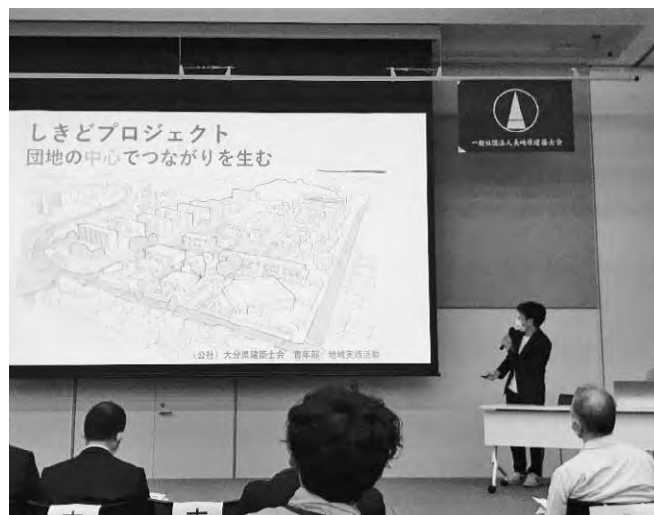 しきどプロジェクト
団地の中心でつながりを生む
（公社）大分県建築士会　青年部　地域実践活動
一般社団法人長崎県建築士会